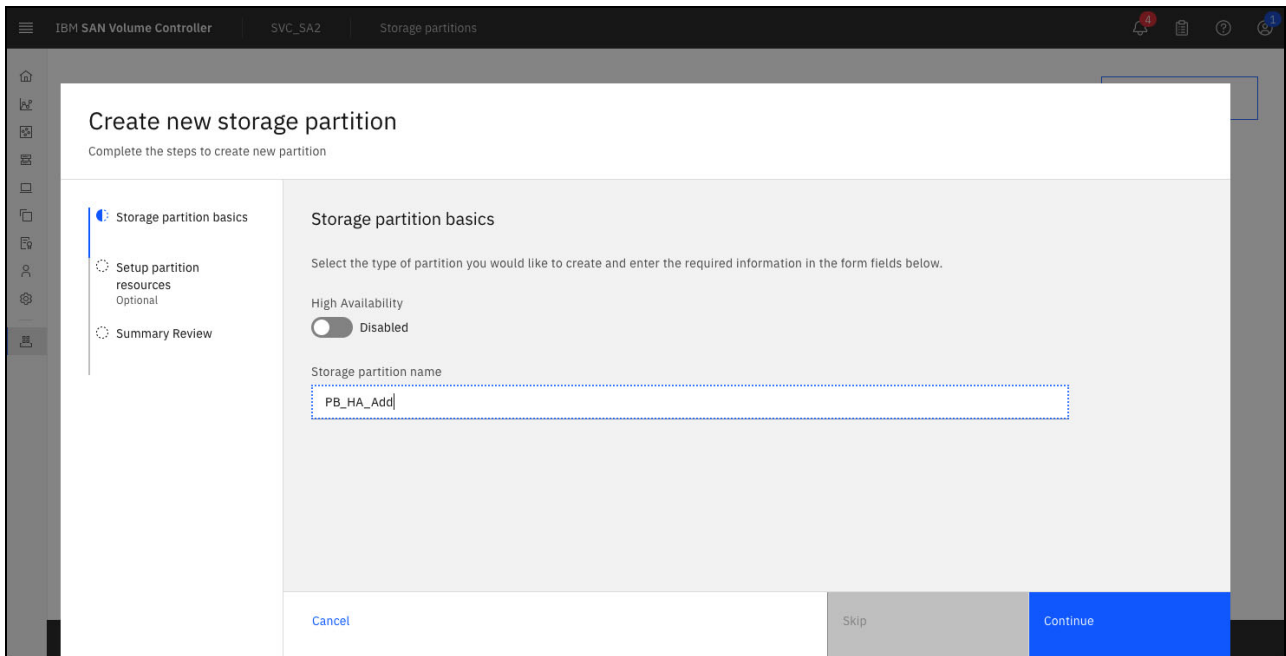 IBM SAN Volume Controller SVC_SA2 Storage partitions 4 1
Create new storage partition
Complete the steps to create new partition
Storage partition basics
Setup partition
resources
Optional
Summary Review
Storage partition basics
Select the type of partition you would like to create and enter the required information in the form fields below.
High Availability
Disabled
Storage partition name
PB_HA_Add
Cancel
Skip
Continue